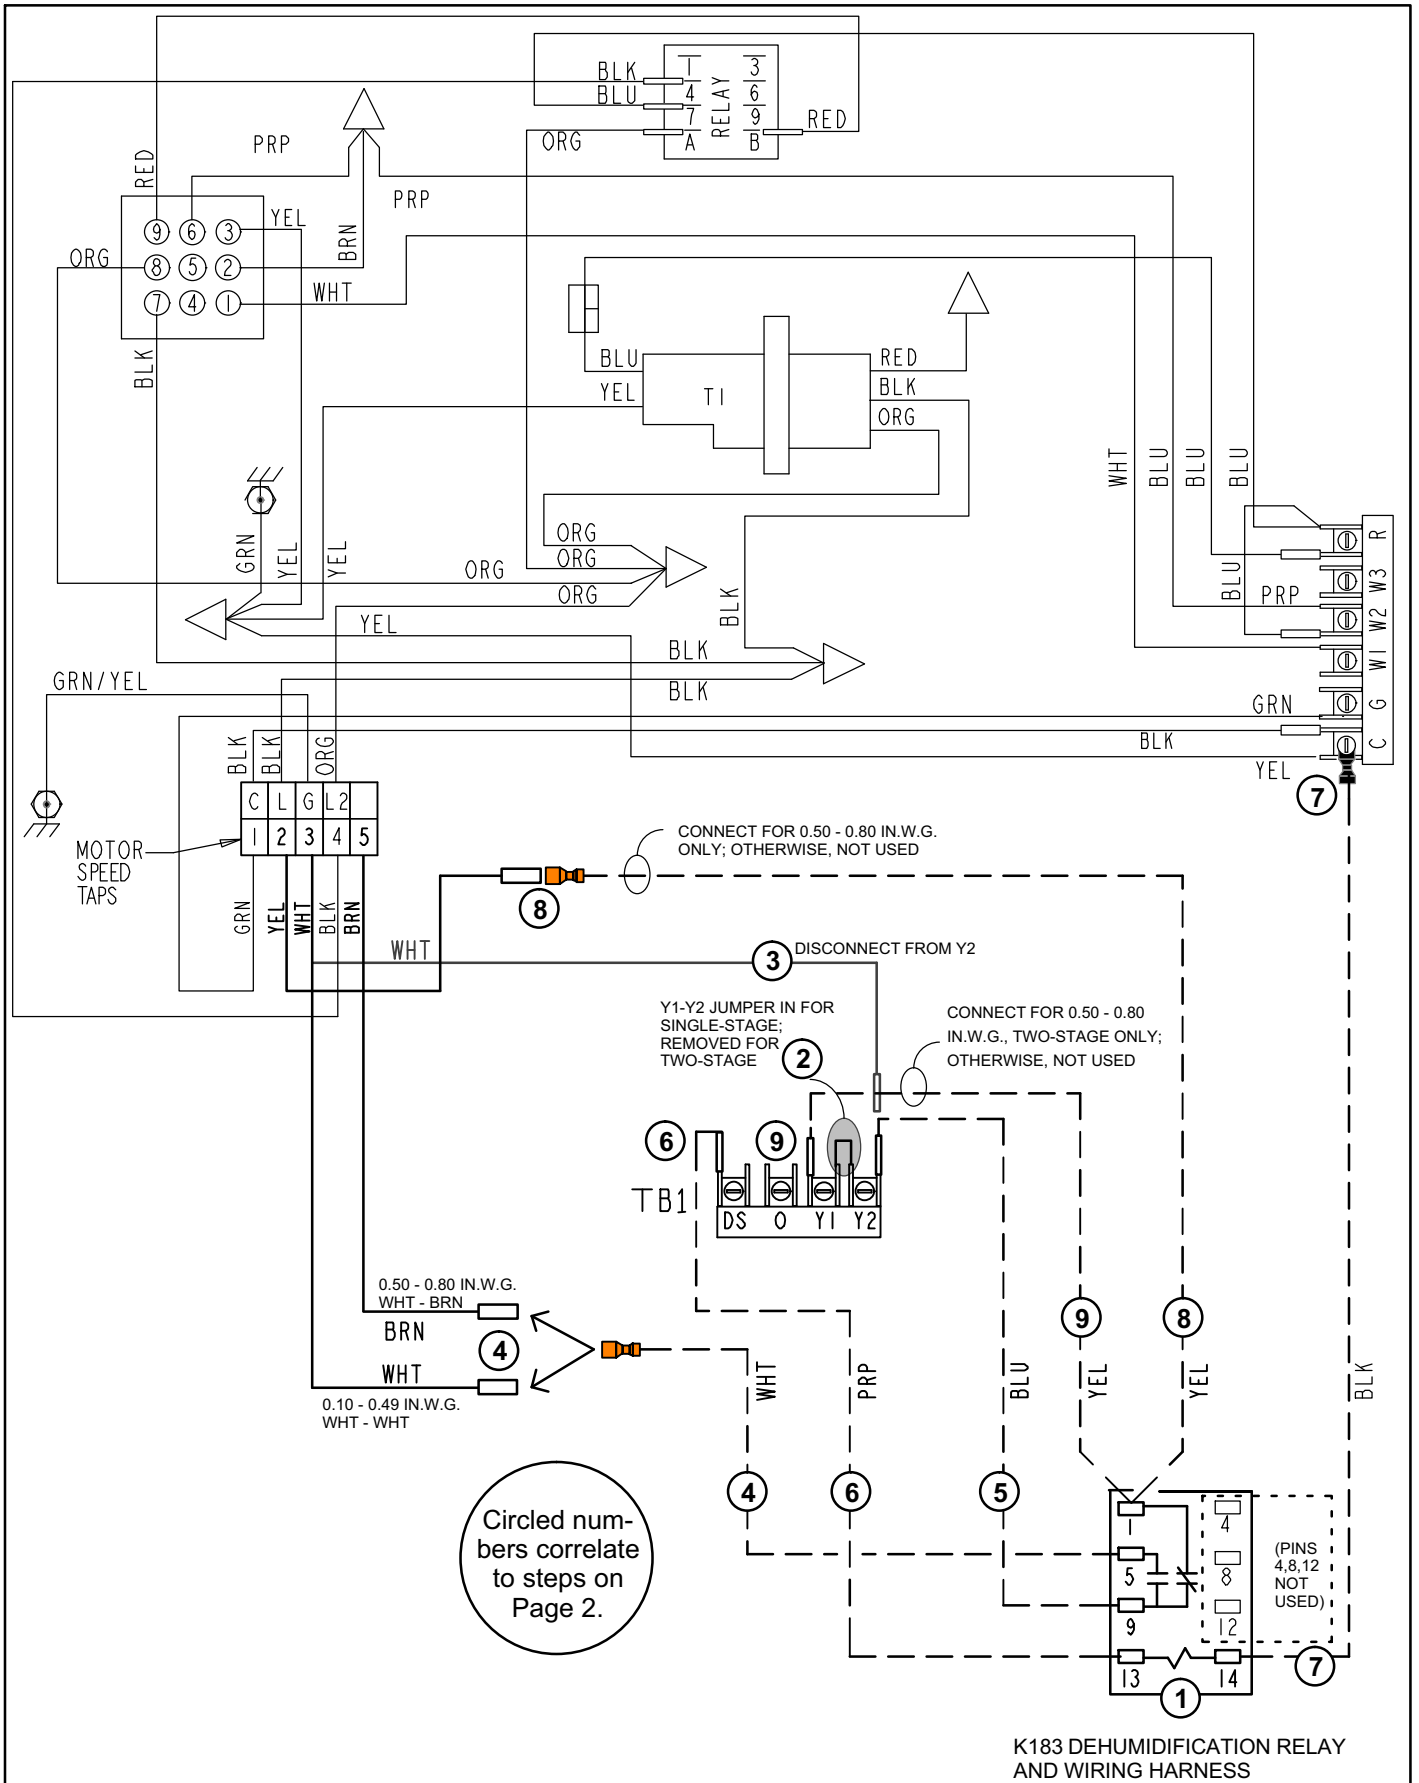 BLK
BLU
ORG
1
4
7
A
RELAY
3
6
9
B
RED
PRP
PRP
RED
BRN
YEL
ORG
9 6 3
8 5 2
7 4 1
WHT
BLK
BLU
YEL
T1
RED
BLK
ORG
WHT
BLU
BLU
BLU
GRN
YEL
YEL
ORG
ORG
ORG
ORG
YEL
BLK
BLK
BLK
BLU
PRP
R
W3
W2
W1
G
C
GRN
BLK
YEL
7
GRN/YEL
BLK
BLK
ORG
C L G L2
1 2 3 4 5
MOTOR
SPEED
TAPS
GRN
YEL
WHT
BLK
BRN
CONNECT FOR 0.50 - 0.80 IN.W.G.
ONLY; OTHERWISE, NOT USED
8
WHT
3
DISCONNECT FROM Y2
Y1-Y2 JUMPER IN FOR
SINGLE-STAGE;
REMOVED FOR
TWO-STAGE
2
CONNECT FOR 0.50 - 0.80
IN.W.G., TWO-STAGE ONLY;
OTHERWISE, NOT USED
6
9
TB1
DS O Y1 Y2
0.50 - 0.80 IN.W.G.
WHT - BRN
BRN
4
WHT
0.10 - 0.49 IN.W.G.
WHT - WHT
9
8
WHT
PRP
BLU
YEL
YEL
BLK
4
6
5
Circled num-
bers correlate
to steps on
Page 2.
1
4
5
8
9
12
13
14
(PINS
4,8,12
NOT
USED)
7
1
K183 DEHUMIDIFICATION RELAY
AND WIRING HARNESS